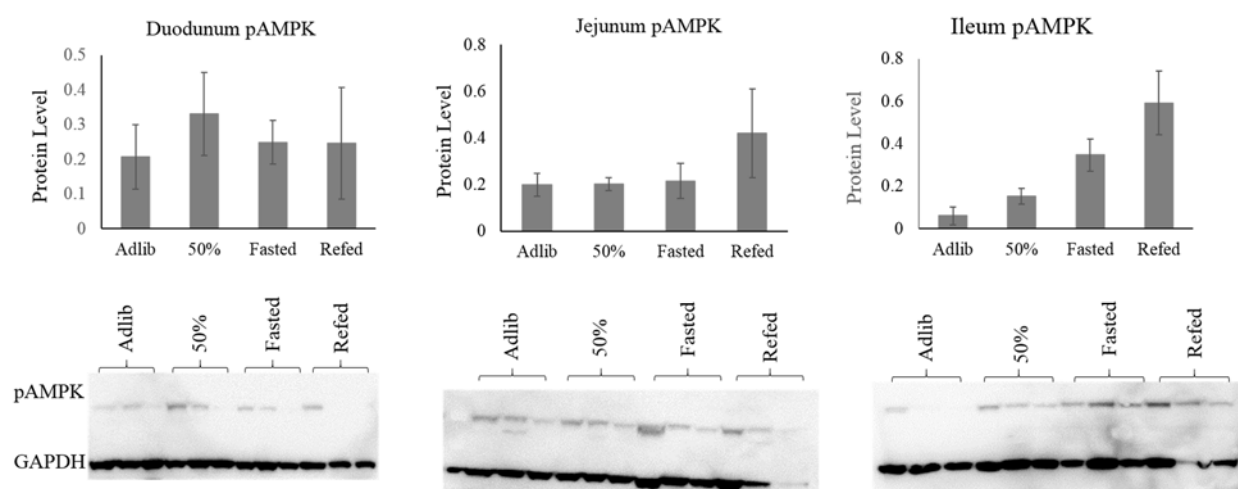 Duodunum pAMPK
Protein Level
0.5
0.4
0.3
0.2
0.1
0
Adlib 50% Fasted Refed
Jejunum pAMPK
Protein Level
0.8
0.6
0.4
0.2
0
Adlib 50% Fasted Refed
Ileum pAMPK
Protein Level
0.8
0.6
0.4
0.2
0
Adlib 50% Fasted Refed
Adlib 50% Fasted Refed
Adlib 50% Fasted Refed
Adlib 50% Fasted Refed
pAMPK
GAPDH